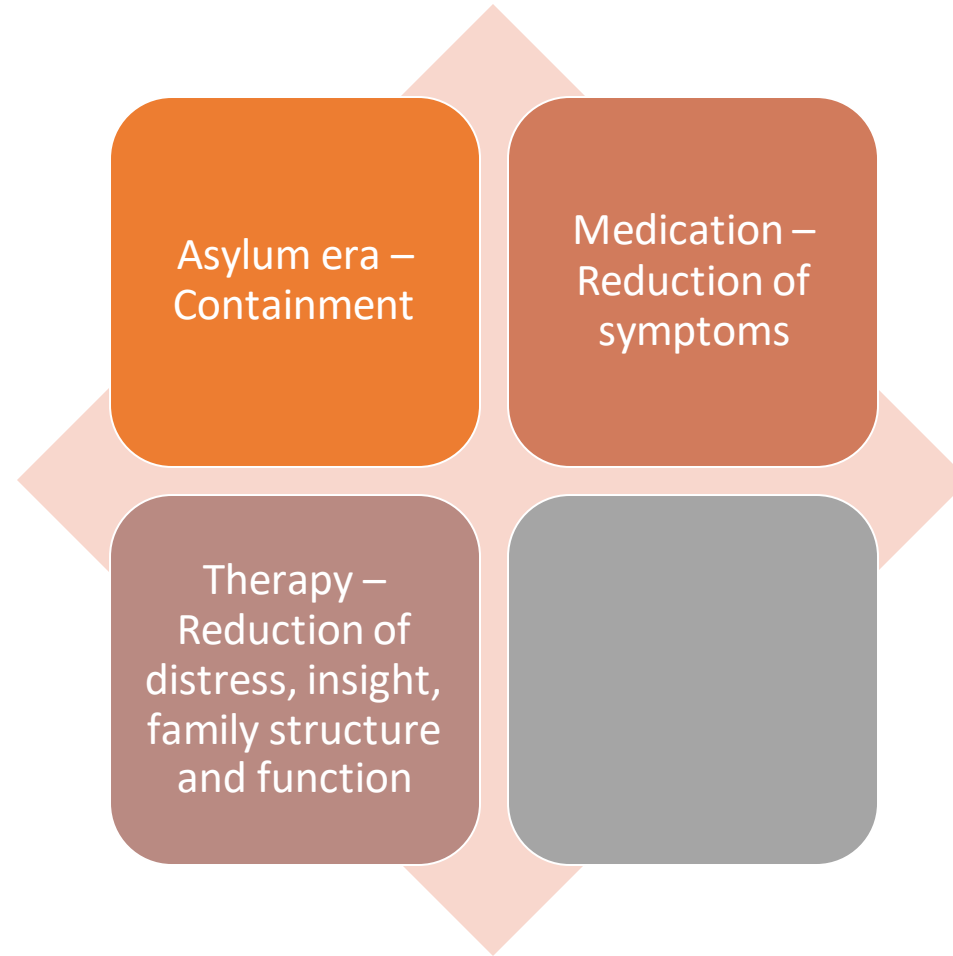 Asylum era –
Containment
Medication –
Reduction of
symptoms
Therapy –
Reduction of
distress, insight,
family structure
and function